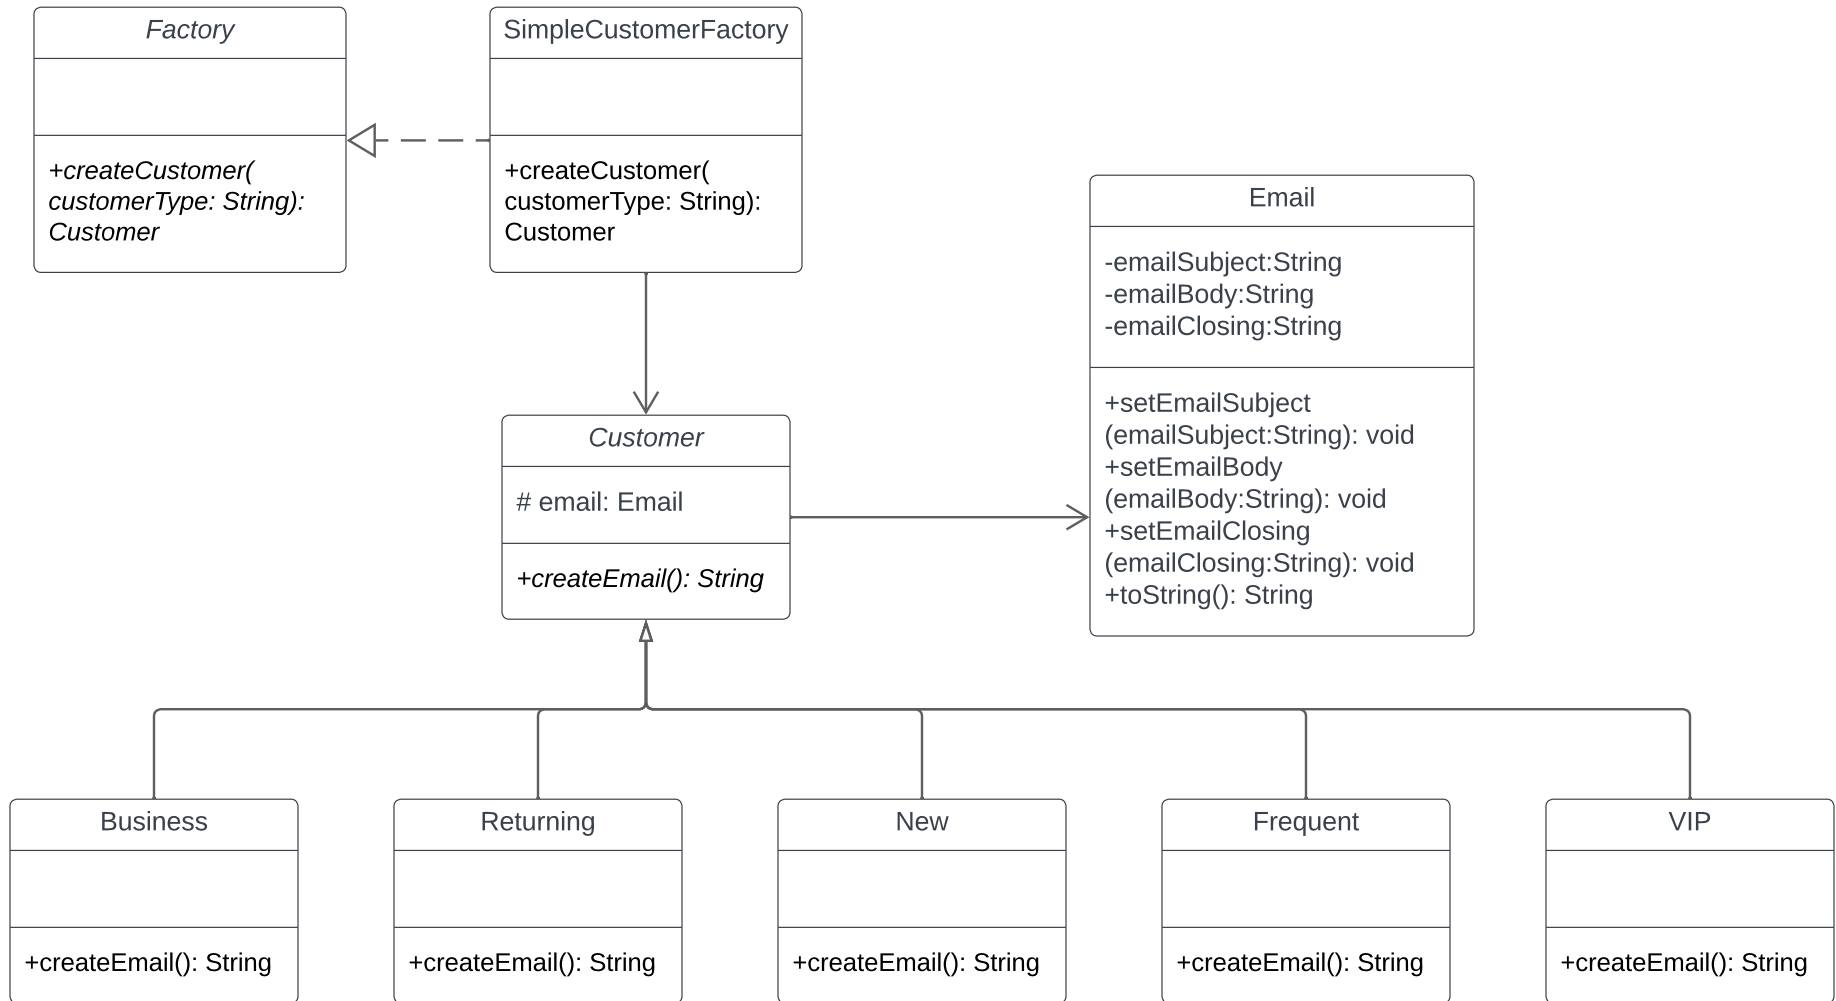 Factory
+createCustomer(
customerType: String):
Customer
SimpleCustomerFactory
+createCustomer(
customerType: String):
Customer
Email
-emailSubject:String
-emailBody:String
-emailClosing:String
+setEmailSubject
(emailSubject:String): void
+setEmailBody
(emailBody:String): void
+setEmailClosing
(emailClosing:String): void
+toString(): String
Customer
# email: Email
+createEmail(): String
Business
+createEmail(): String
Returning
+createEmail(): String
New
+createEmail(): String
Frequent
+createEmail(): String
VIP
+createEmail(): String